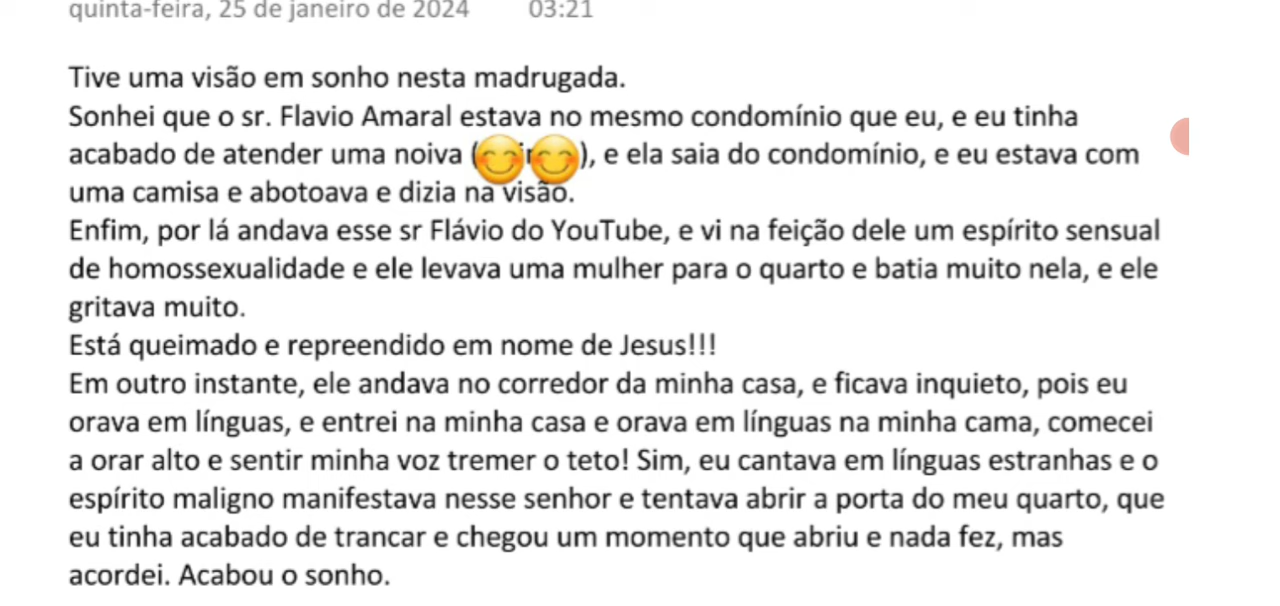 quinta-feira, 25 de janeiro de 2024 03:21
Tive uma visão em sonho nesta madrugada.
Sonhei que o sr. Flavio Amaral estava no mesmo condomínio que eu, e eu tinha
acabado de atender uma noiva (), e ela saia do condomínio, e eu estava com
uma camisa e abotoava e dizia na visão.
Enfim, por lá andava esse sr Flávio do YouTube, e vi na feição dele um espírito sensual
de homossexualidade e ele levava uma mulher para o quarto e batia muito nela, e ele
gritava muito.
Está queimado e repreendido em nome de Jesus!!!
Em outro instante, ele andava no corredor da minha casa, e ficava inquieto, pois eu
orava em línguas, e entrei na minha casa e orava em línguas na minha cama, comecei
a orar alto e sentir minha voz tremer o teto! Sim, eu cantava em línguas estranhas e o
espírito maligno manifestava nesse senhor e tentava abrir a porta do meu quarto, que
eu tinha acabado de trancar e chegou um momento que abriu e nada fez, mas
acordei. Acabou o sonho.